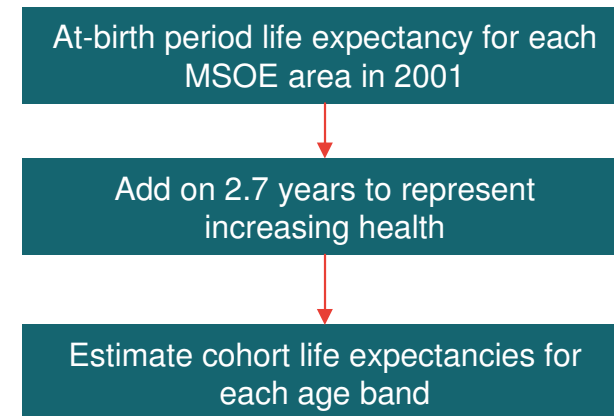 At-birth period life expectancy for each
MSOE area in 2001
Add on 2.7 years to represent
increasing health
Estimate cohort life expectancies for
each age band